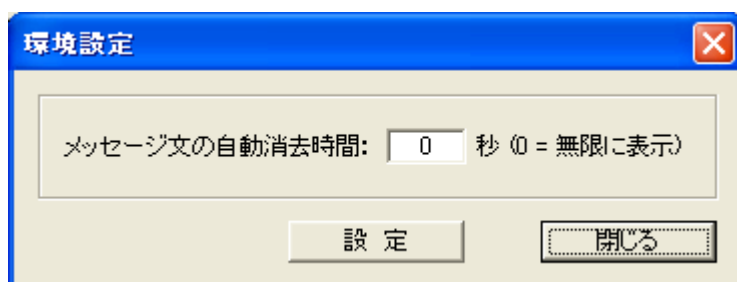 環境設定
メッセージ文の自動消去時間: 0 秒 (0 = 無限に表示)
設 定 閉じる